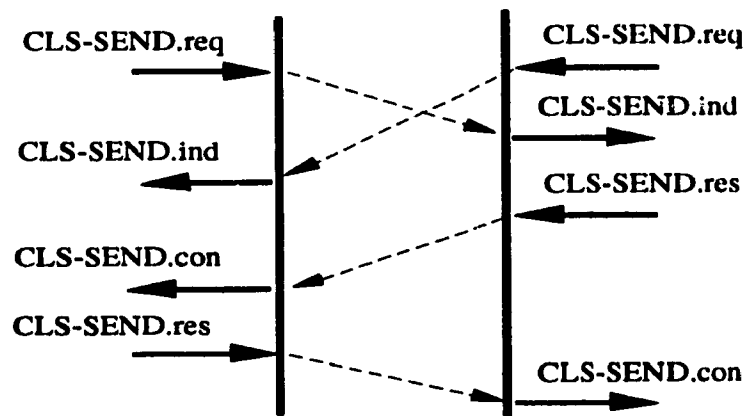 CLS-SEND.req
CLS-SEND.ind
CLS-SEND.con
CLS-SEND.res
CLS-SEND.req
CLS-SEND.ind
CLS-SEND.res
CLS-SEND.con